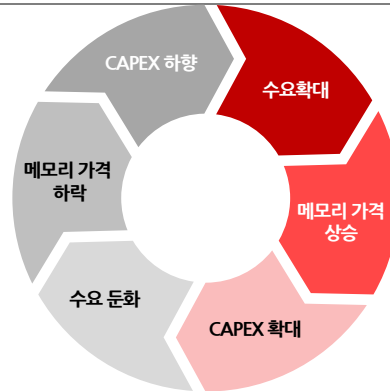 CAPEX 하향
수요확대
메모리 가격
하락
메모리 가격
상승
수요 둔화
CAPEX 확대